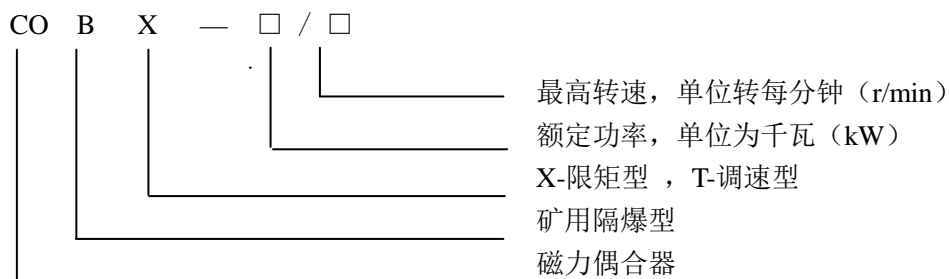 CO B X — □ / □
最高转速，单位转每分钟（r/min）
额定功率，单位为千瓦（kW）
X-限矩型 ，T-调速型
矿用隔爆型
磁力偶合器